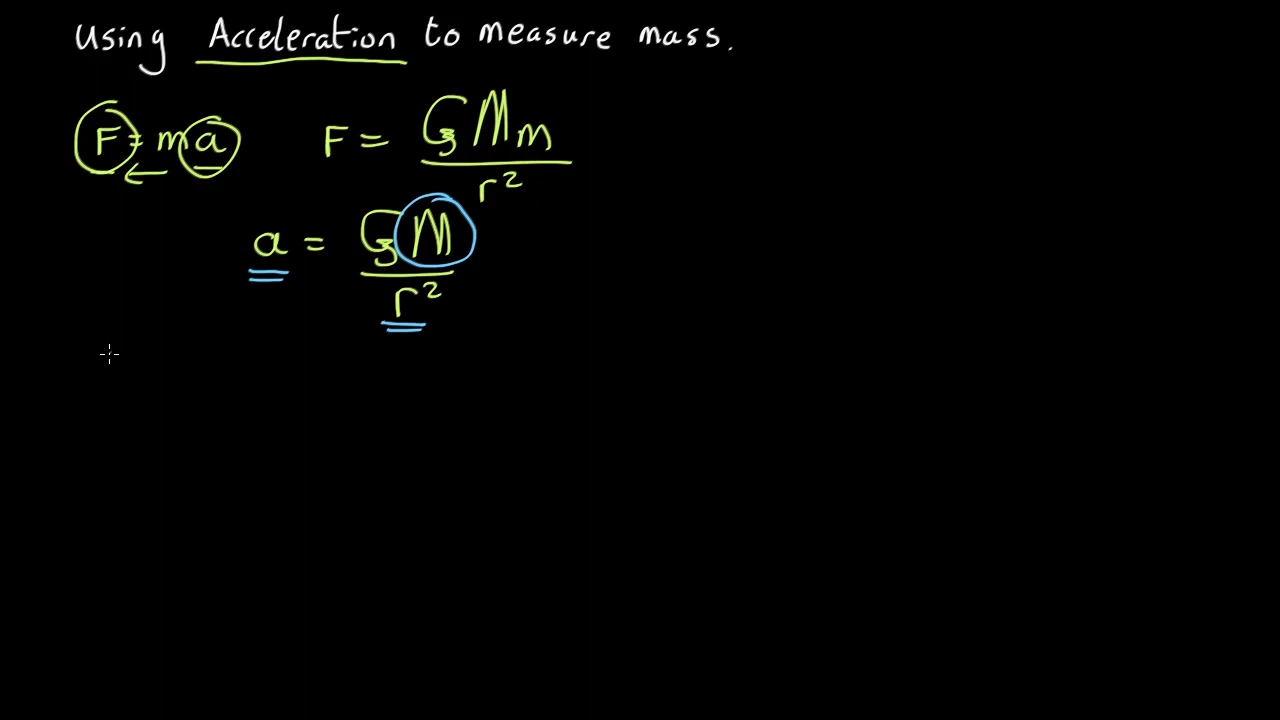 Using Acceleration to measure mass.
F = ma F = GMm / r²
a = GM / r²